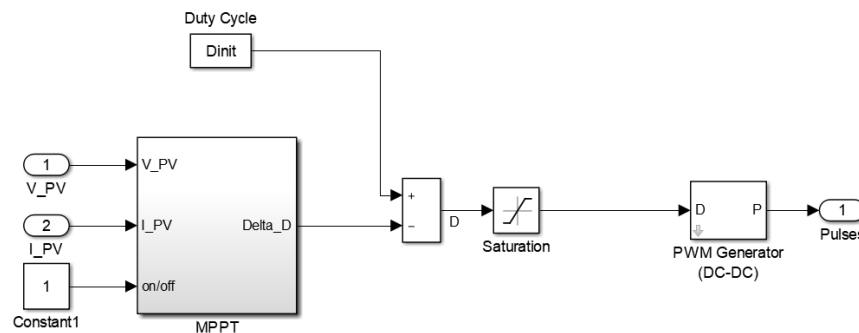 Duty Cycle
Dinit
1
V_PV
V_PV
2
I_PV
I_PV
Delta_D
1
on/off
Constant1
MPPT
+
−
D
Saturation
D
P
PWM Generator
(DC-DC)
1
Pulses